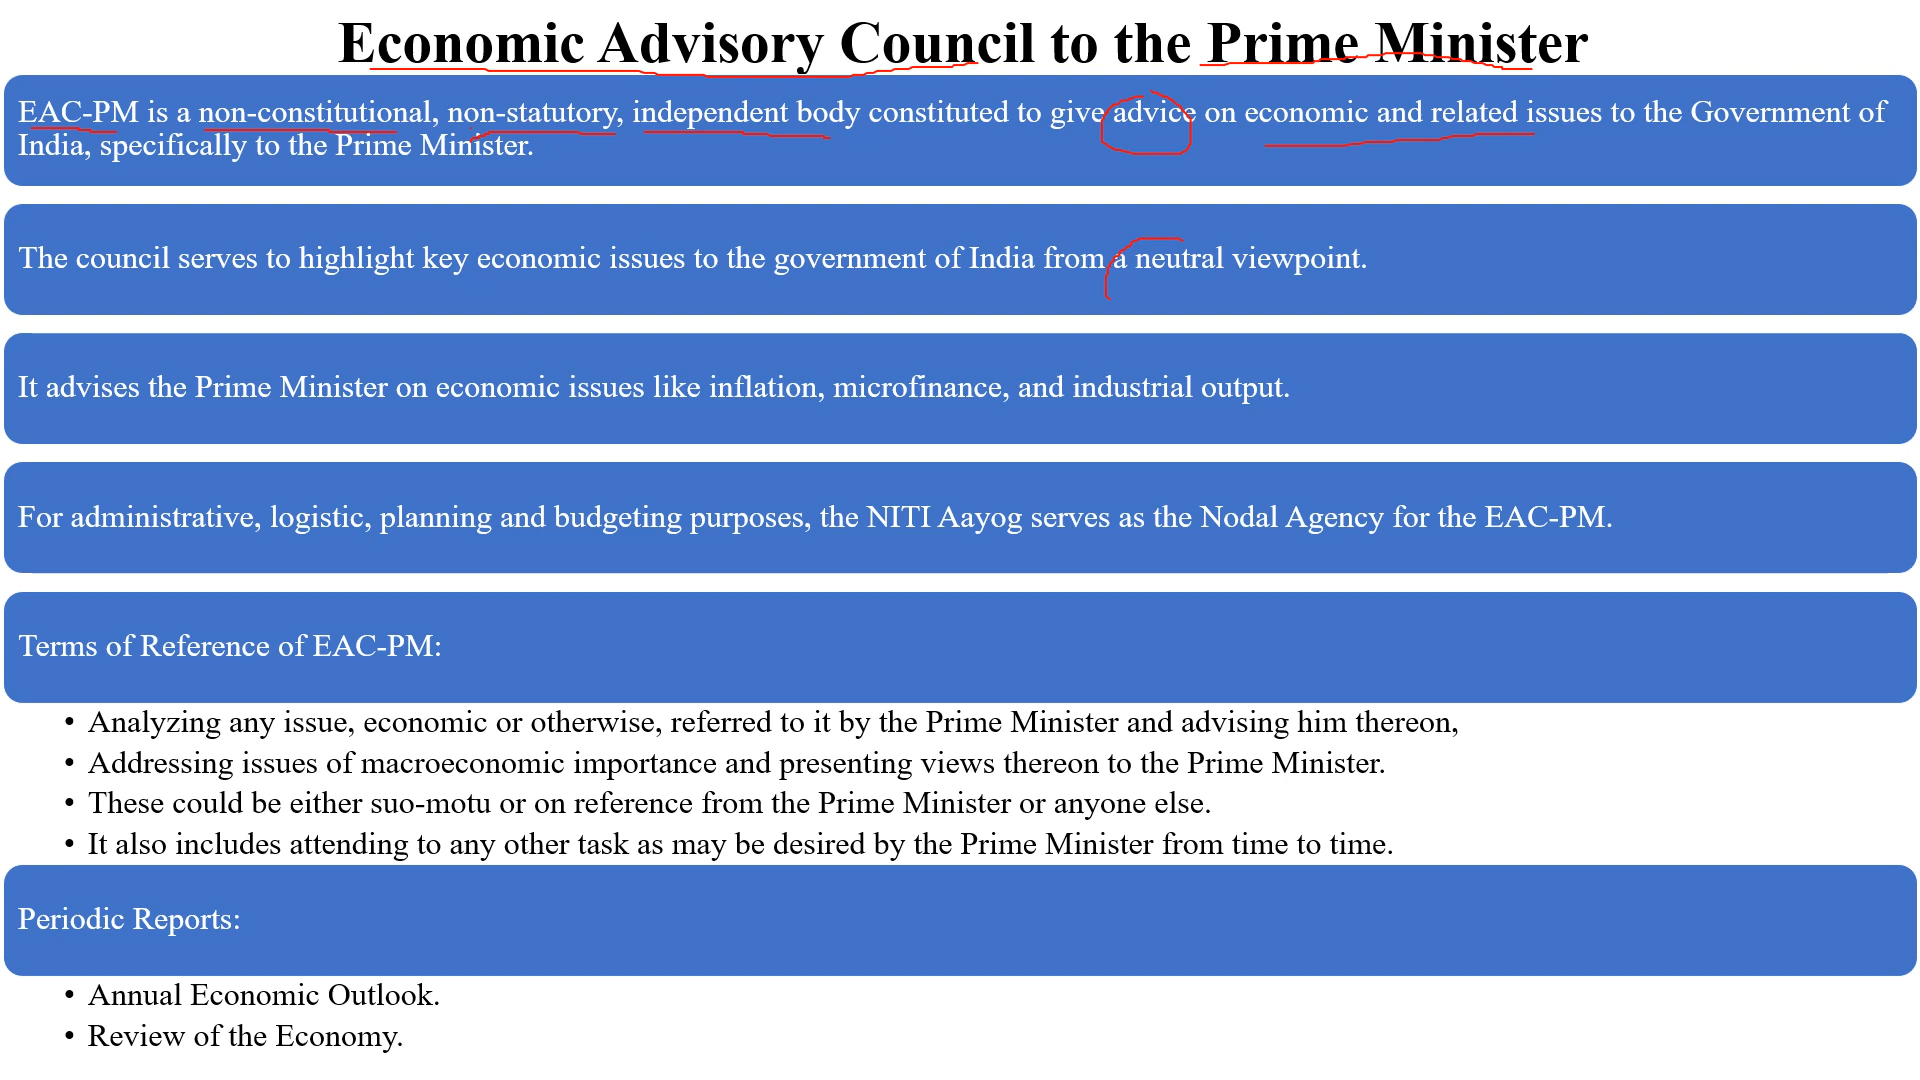 Economic Advisory Council to the Prime Minister
EAC-PM is a non-constitutional, non-statutory, independent body constituted to give advice on economic and related issues to the Government of
India, specifically to the Prime Minister.
The council serves to highlight key economic issues to the government of India from a neutral viewpoint.
It advises the Prime Minister on economic issues like inflation, microfinance, and industrial output.
For administrative, logistic, planning and budgeting purposes, the NITI Aayog serves as the Nodal Agency for the EAC-PM.
Terms of Reference of EAC-PM:
• Analyzing any issue, economic or otherwise, referred to it by the Prime Minister and advising him thereon,
• Addressing issues of macroeconomic importance and presenting views thereon to the Prime Minister.
• These could be either suo-motu or on reference from the Prime Minister or anyone else.
• It also includes attending to any other task as may be desired by the Prime Minister from time to time.
Periodic Reports:
• Annual Economic Outlook.
• Review of the Economy.